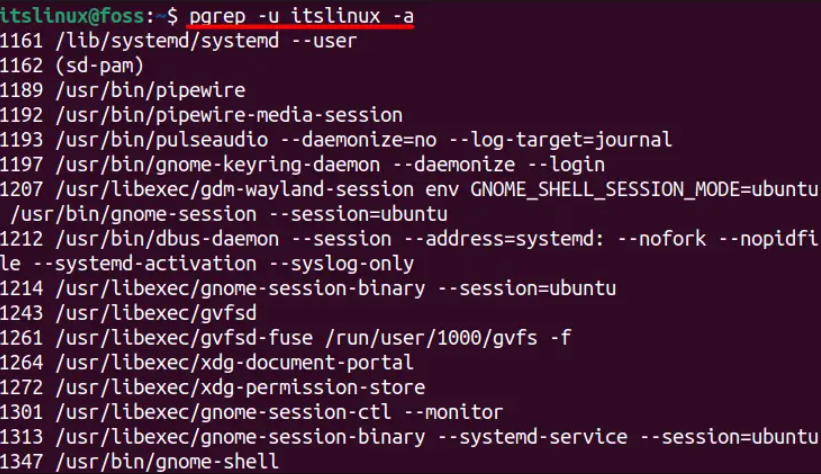 itslinux@foss:~$ pgrep -u itslinux -a
1161 /lib/systemd/systemd --user
1162 (sd-pam)
1189 /usr/bin/pipewire
1192 /usr/bin/pipewire-media-session
1193 /usr/bin/pulseaudio --daemonize=no --log-target=journal
1197 /usr/bin/gnome-keyring-daemon --daemonize --login
1207 /usr/libexec/gdm-wayland-session env GNOME_SHELL_SESSION_MODE=ubuntu
 /usr/bin/gnome-session --session=ubuntu
1212 /usr/bin/dbus-daemon --session --address=systemd: --nofork --nopidfi
le --systemd-activation --syslog-only
1214 /usr/libexec/gnome-session-binary --session=ubuntu
1243 /usr/libexec/gvfsd
1261 /usr/libexec/gvfsd-fuse /run/user/1000/gvfs -f
1264 /usr/libexec/xdg-document-portal
1272 /usr/libexec/xdg-permission-store
1301 /usr/libexec/gnome-session-ctl --monitor
1313 /usr/libexec/gnome-session-binary --systemd-service --session=ubuntu
1347 /usr/bin/gnome-shell